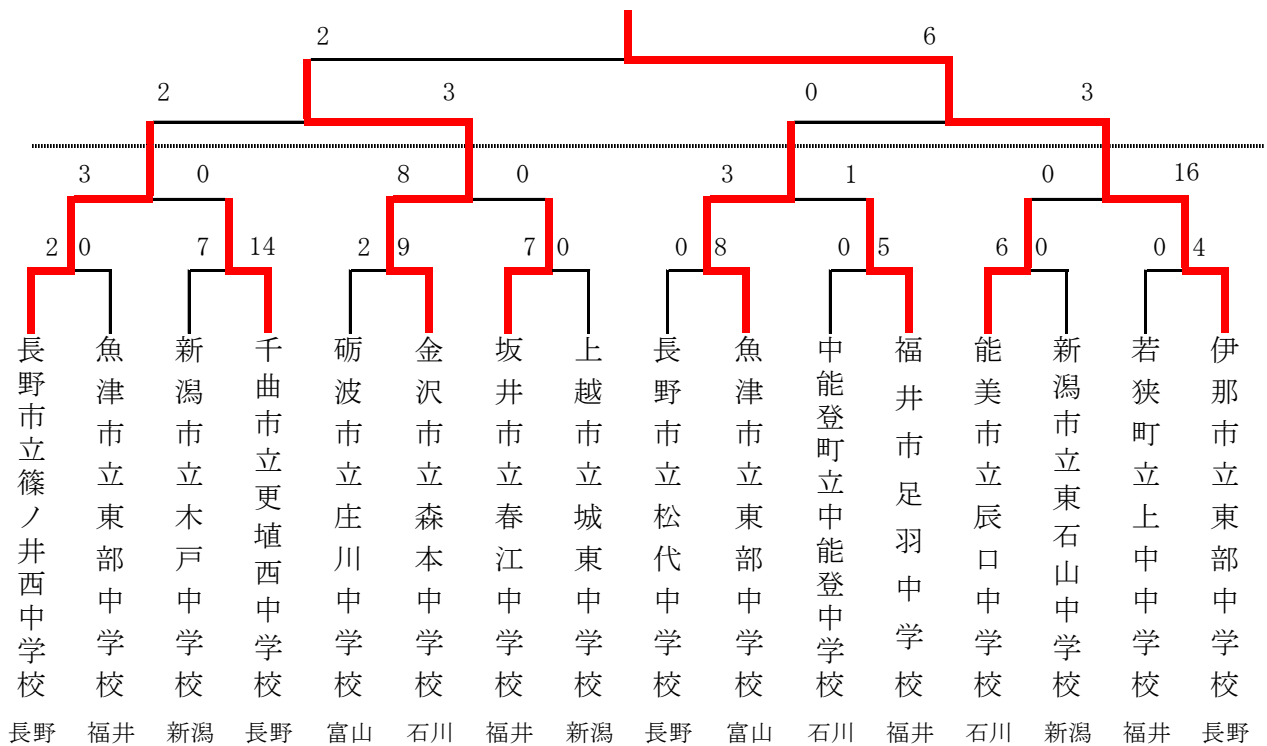 2 6
2 3 0 3
3 0 8 0 3 1 0 16
2 0 7 14 2 9 7 0 0 8 0 5 6 0 0 4
長野市立篠ノ井西中学校
魚津市立東部中学校
新潟市立木戸中学校
千曲市立更埴西中学校
砺波市立庄川中学校
金沢市立森本中学校
坂井市立春江中学校
上越市立城東中学校
長野市立松代中学校
魚津市立東部中学校
中能登町立中能登中学校
福井市足羽中学校
能美市立辰口中学校
新潟市立東石山中学校
若狭町立上中中学校
伊那市立東部中学校
長野 福井 新潟 長野 富山 石川 福井 新潟 長野 富山 石川 福井 石川 新潟 福井 長野